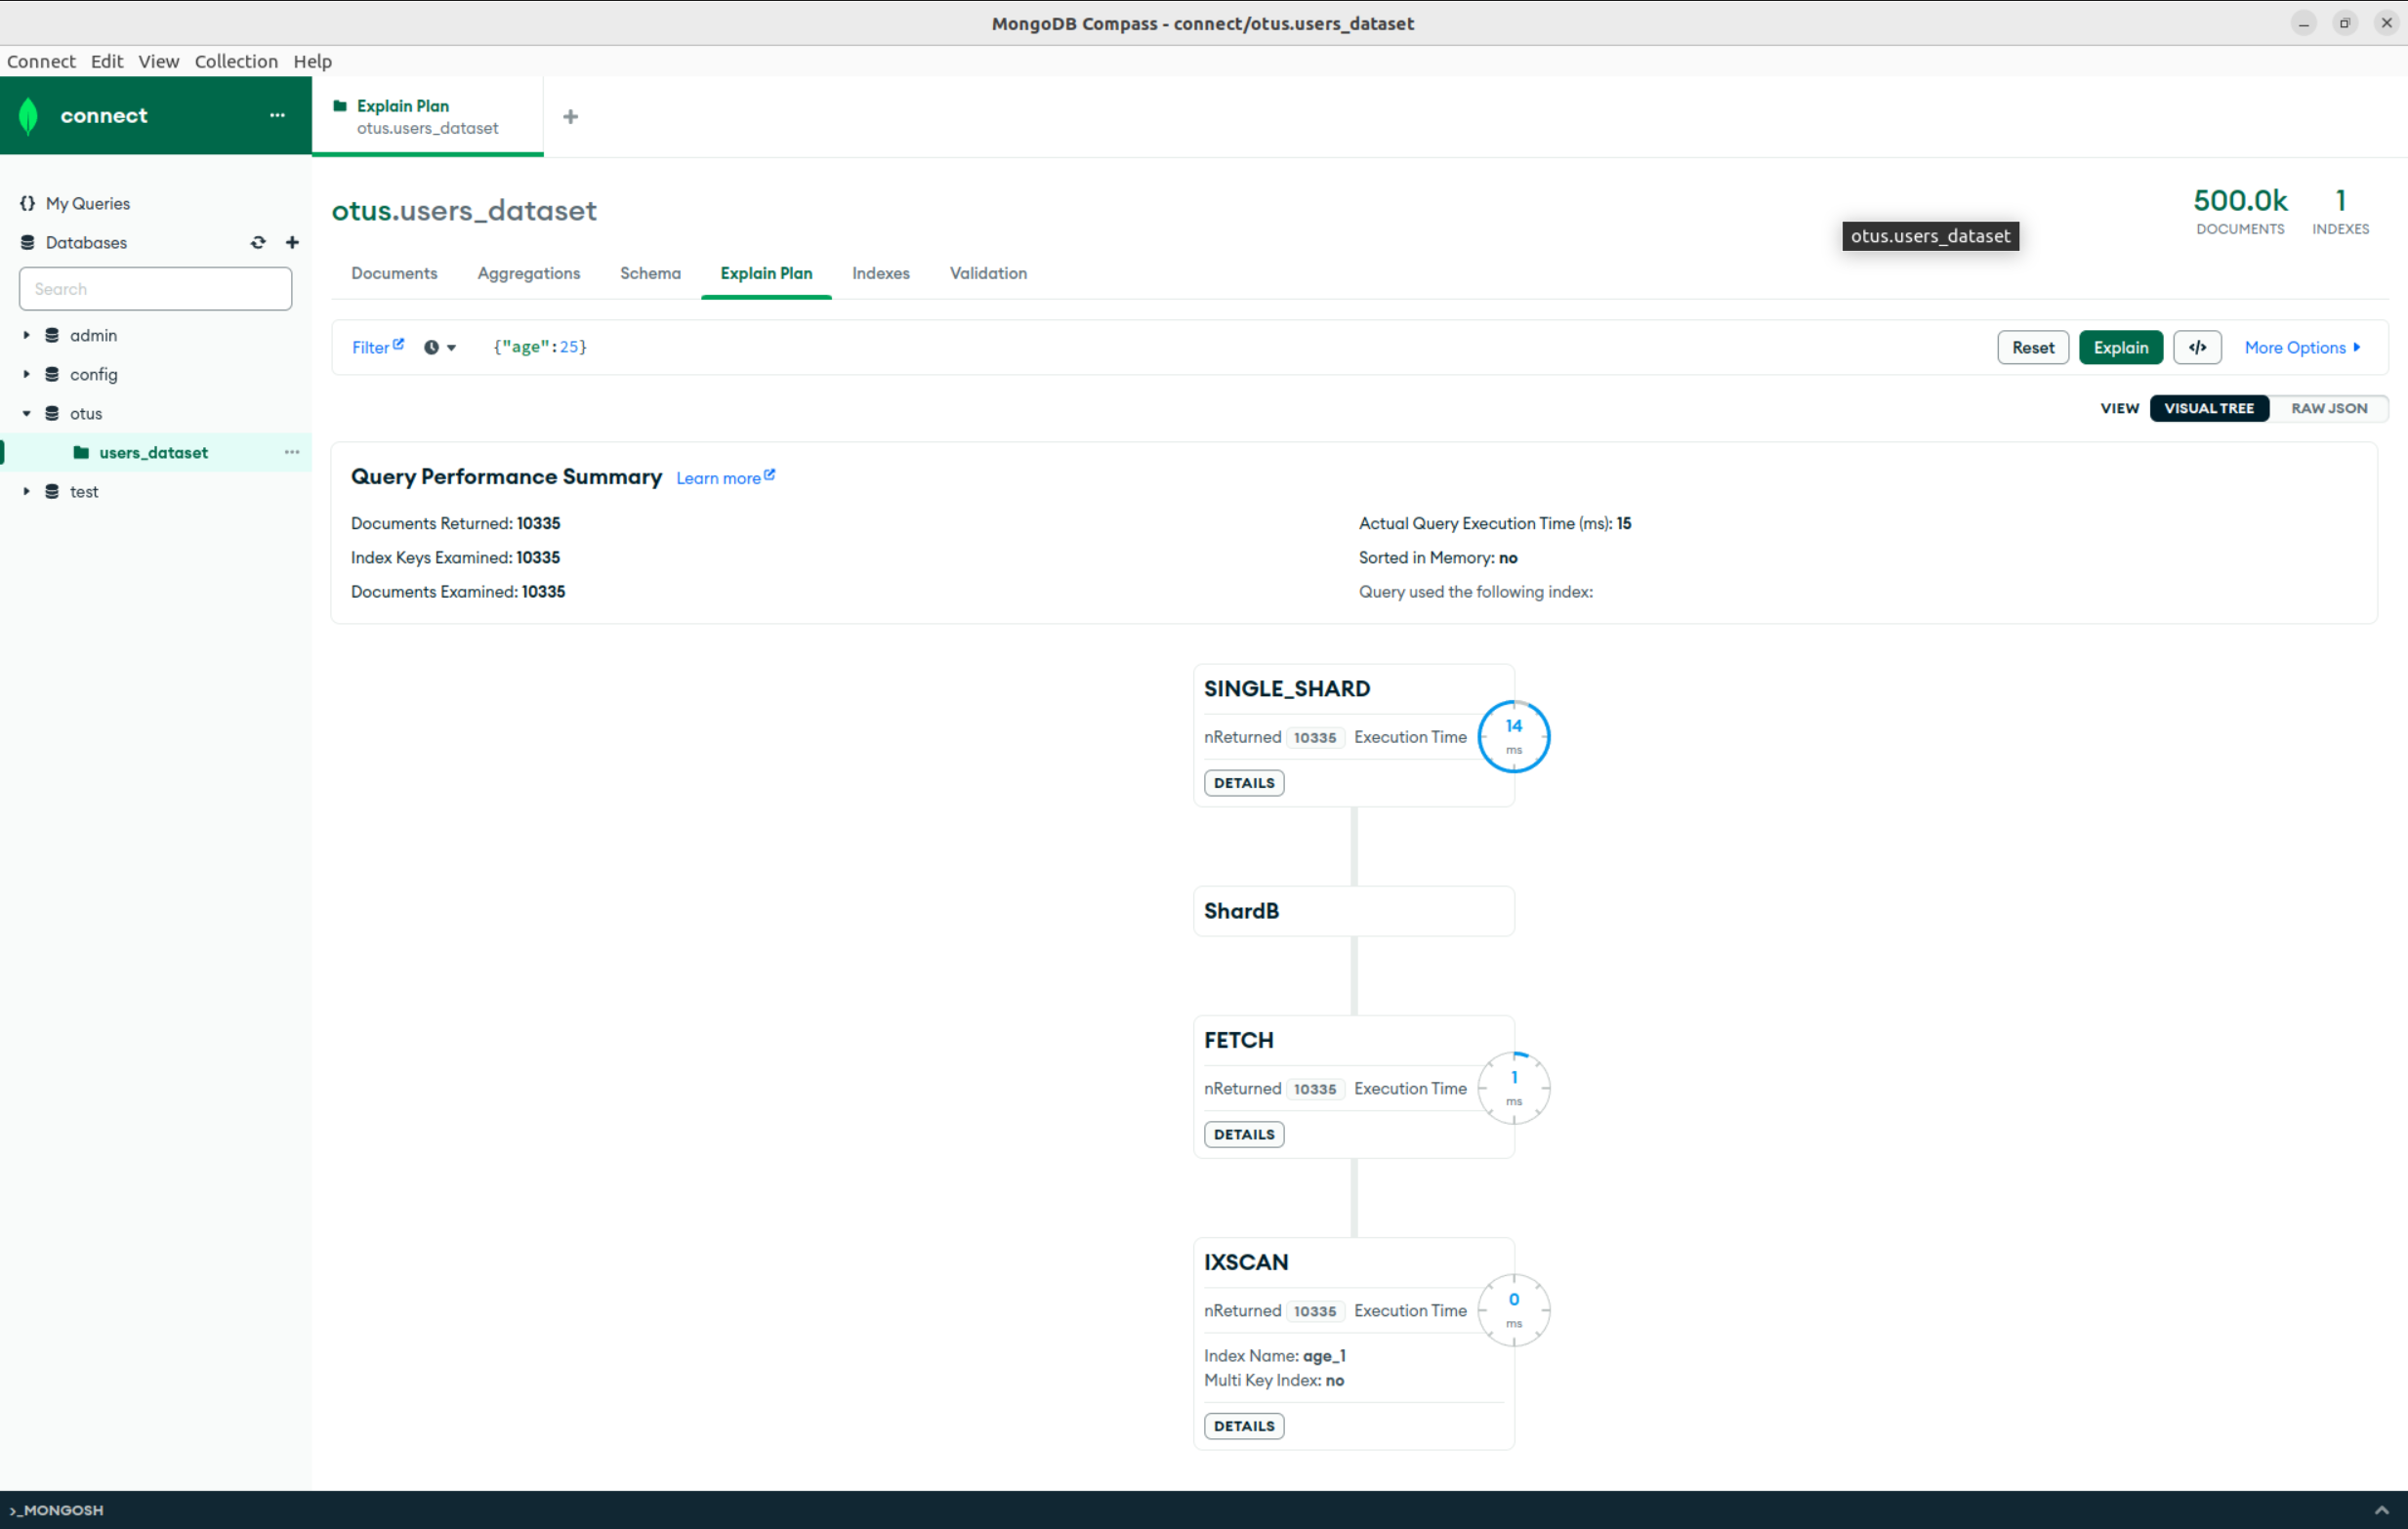 MongoDB Compass - connect/otus.users_dataset
Connect Edit View Collection Help
connect
Explain Plan
otus.users_dataset
My Queries
Databases
Search
admin
config
otus
users_dataset
test
otus.users_dataset
otus.users_dataset
500.0k
DOCUMENTS
1
INDEXES
Documents Aggregations Schema Explain Plan Indexes Validation
Filter {"age":25} Reset Explain </> More Options
VIEW VISUAL TREE RAW JSON
Query Performance Summary Learn more
Documents Returned: 10335
Index Keys Examined: 10335
Documents Examined: 10335
Actual Query Execution Time (ms): 15
Sorted in Memory: no
Query used the following index:
SINGLE_SHARD
nReturned 10335 Execution Time 14 ms
DETAILS
ShardB
FETCH
nReturned 10335 Execution Time 1 ms
DETAILS
IXSCAN
nReturned 10335 Execution Time 0 ms
Index Name: age_1
Multi Key Index: no
DETAILS
>_MONGOSH